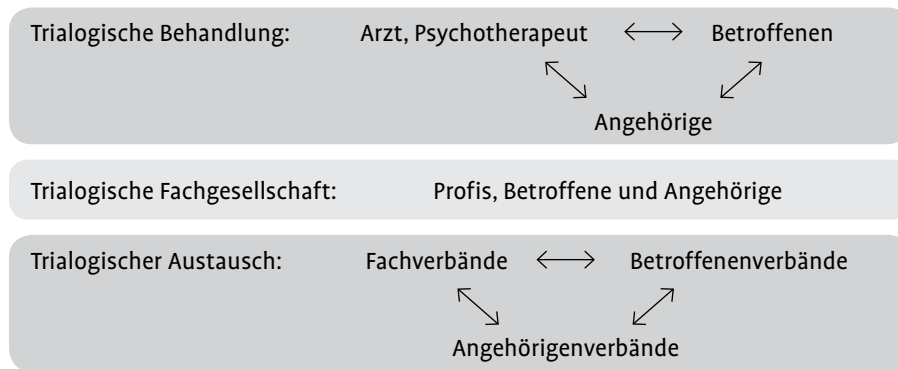 Trialogische Behandlung: Arzt, Psychotherapeut ⟷ Betroffenen
Angehörige
Trialogische Fachgesellschaft: Profis, Betroffene und Angehörige
Trialogischer Austausch: Fachverbände ⟷ Betroffenenverbände
Angehörigenverbände